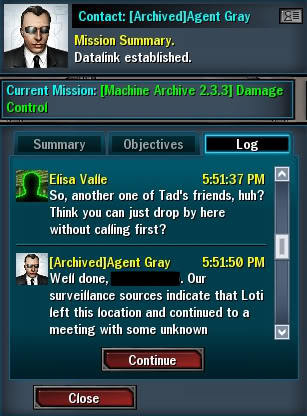 Contact: [Archived]Agent Gray
Mission Summary.
Datalink established.
Current Mission: [Machine Archive 2.3.3] Damage
Control
Summary
Objectives
Log
Elisa Valle 5:51:37 PM
So, another one of Tad's friends, huh?
Think you can just drop by here
without calling first?
[Archived]Agent Gray 5:51:50 PM
Well done, . Our
surveillance sources indicate that Loti
left this location and continued to a
meeting with some unknown
Continue
Close